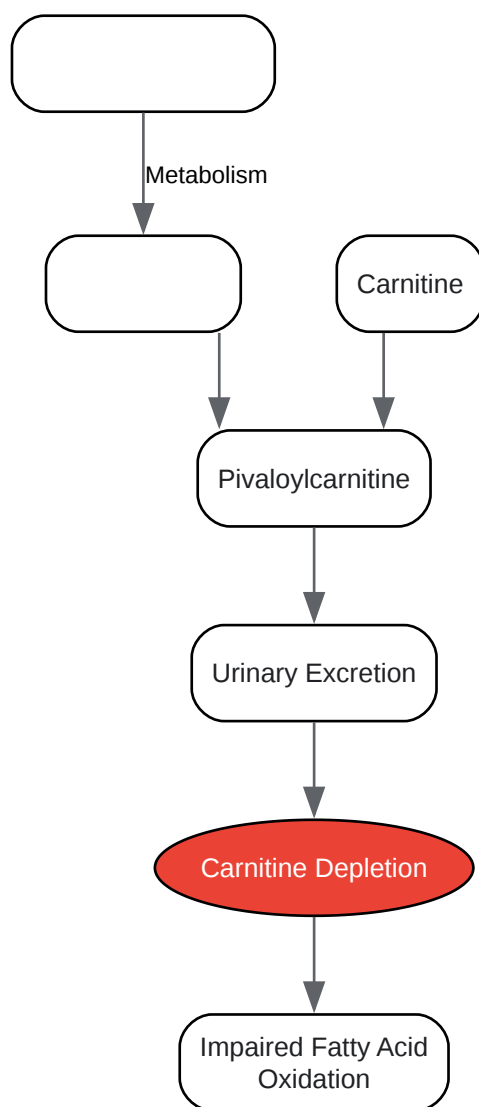 Metabolism
Carnitine
Pivaloylcarnitine
Urinary Excretion
Carnitine Depletion
Impaired Fatty Acid
Oxidation